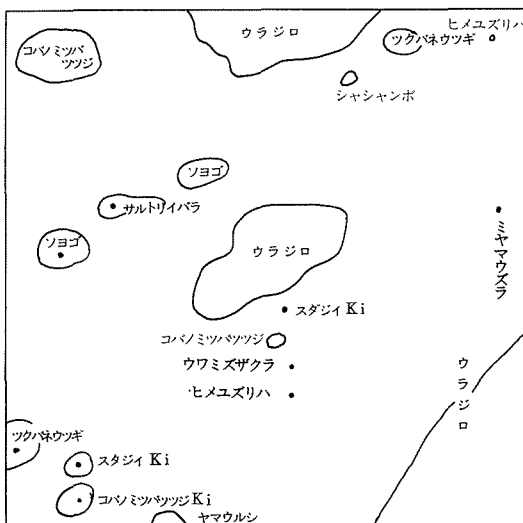 ヒメユズリハ
ウラジロ
ツクバネウツギ
コバノミツバ
ツツジ
シャシャンボ
ソヨゴ
サルトリイバラ
ミヤマウズラ
ソヨゴ
ウラジロ
スダジイ Ki
コバノミツバツツジ
ウワミズザクラ
ヒメユズリハ
ウラジロ
ツクバネウツギ
スタジイ Ki
コバノミツバツツジ Ki
ヤマウルシ